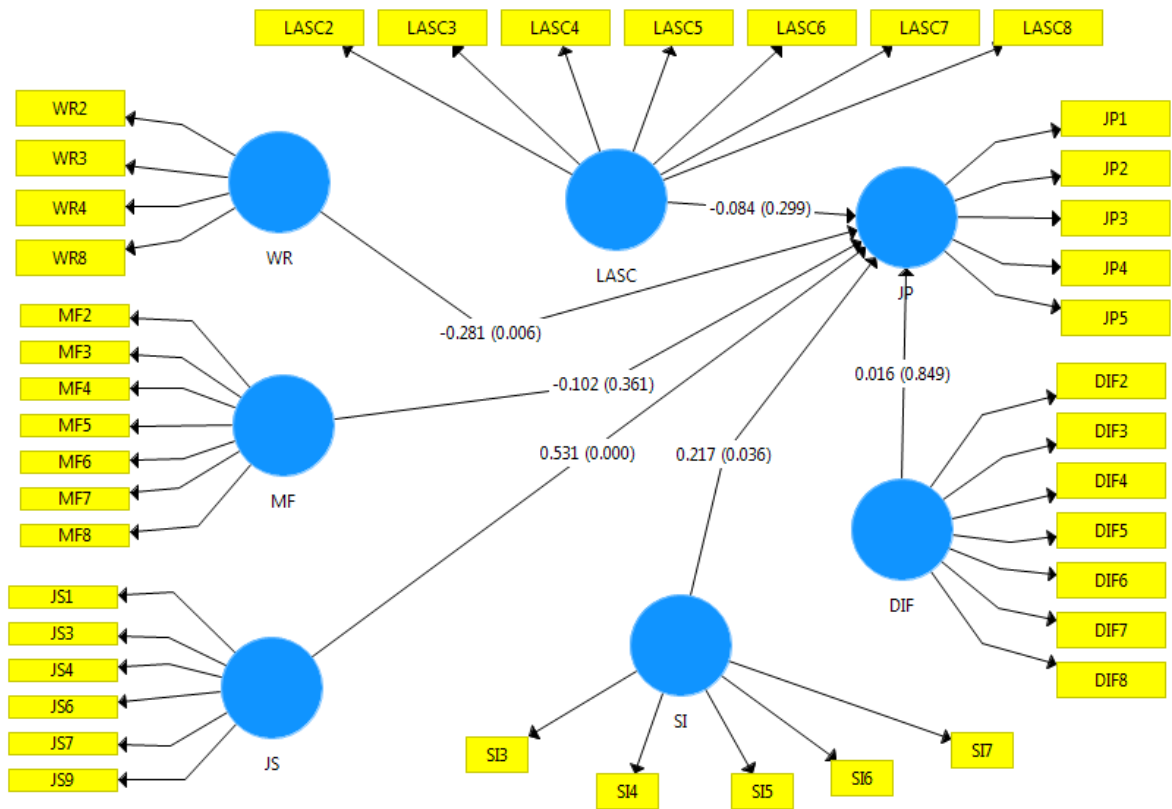 LASC2
LASC3
LASC4
LASC5
LASC6
LASC7
LASC8
WR2
WR3
WR4
WR8
WR
LASC
JP
JP1
JP2
JP3
JP4
JP5
-0.084 (0.299)
-0.281 (0.006)
-0.102 (0.361)
0.531 (0.000)
0.217 (0.036)
0.016 (0.849)
MF2
MF3
MF4
MF5
MF6
MF7
MF8
MF
DIF2
DIF3
DIF4
DIF5
DIF6
DIF7
DIF8
DIF
JS1
JS3
JS4
JS6
JS7
JS9
JS
SI
SI3
SI4
SI5
SI6
SI7